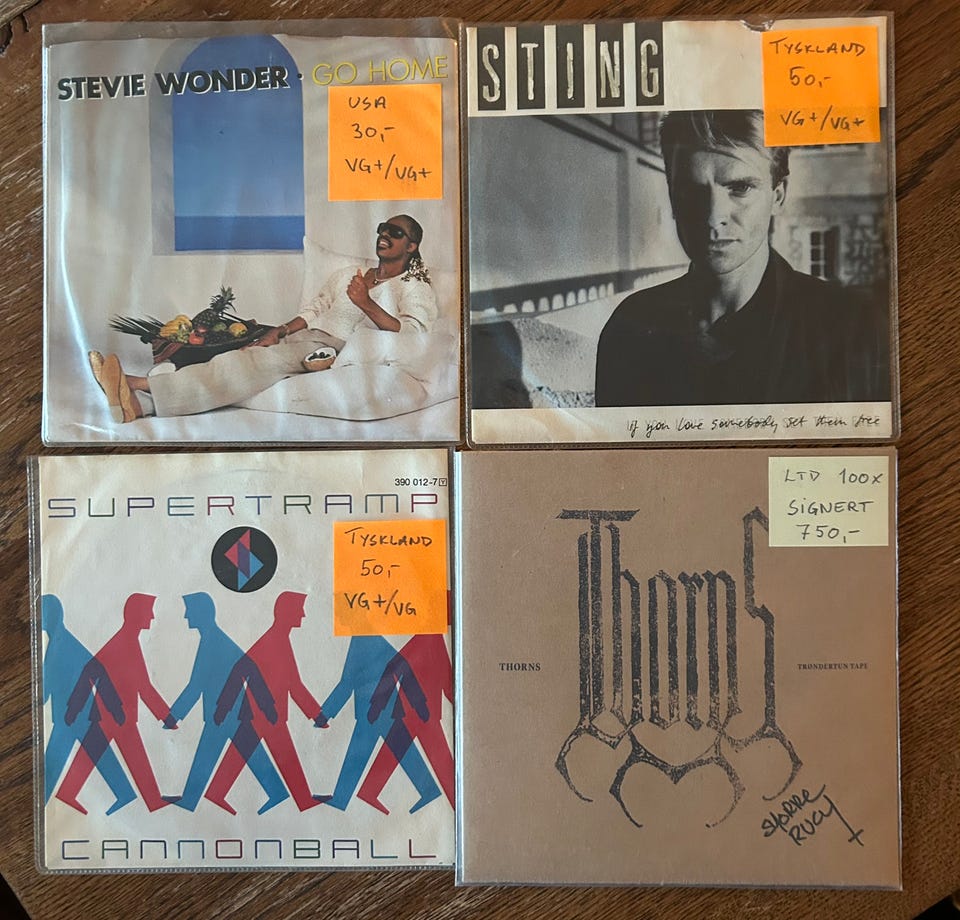 STEVIE WONDER · GO HOME
USA
30,-
VG+/VG+
STING
TYSKLAND
50,-
VG+/VG+
If you love somebody set them free
390 012-7 Y
SUPERTRAMP
TYSKLAND
50,-
VG+/VG
CANNONBALL
LTD 100x
SIGNERT
750,-
Thorns
THORNS
TRØNDERTUN TAPE